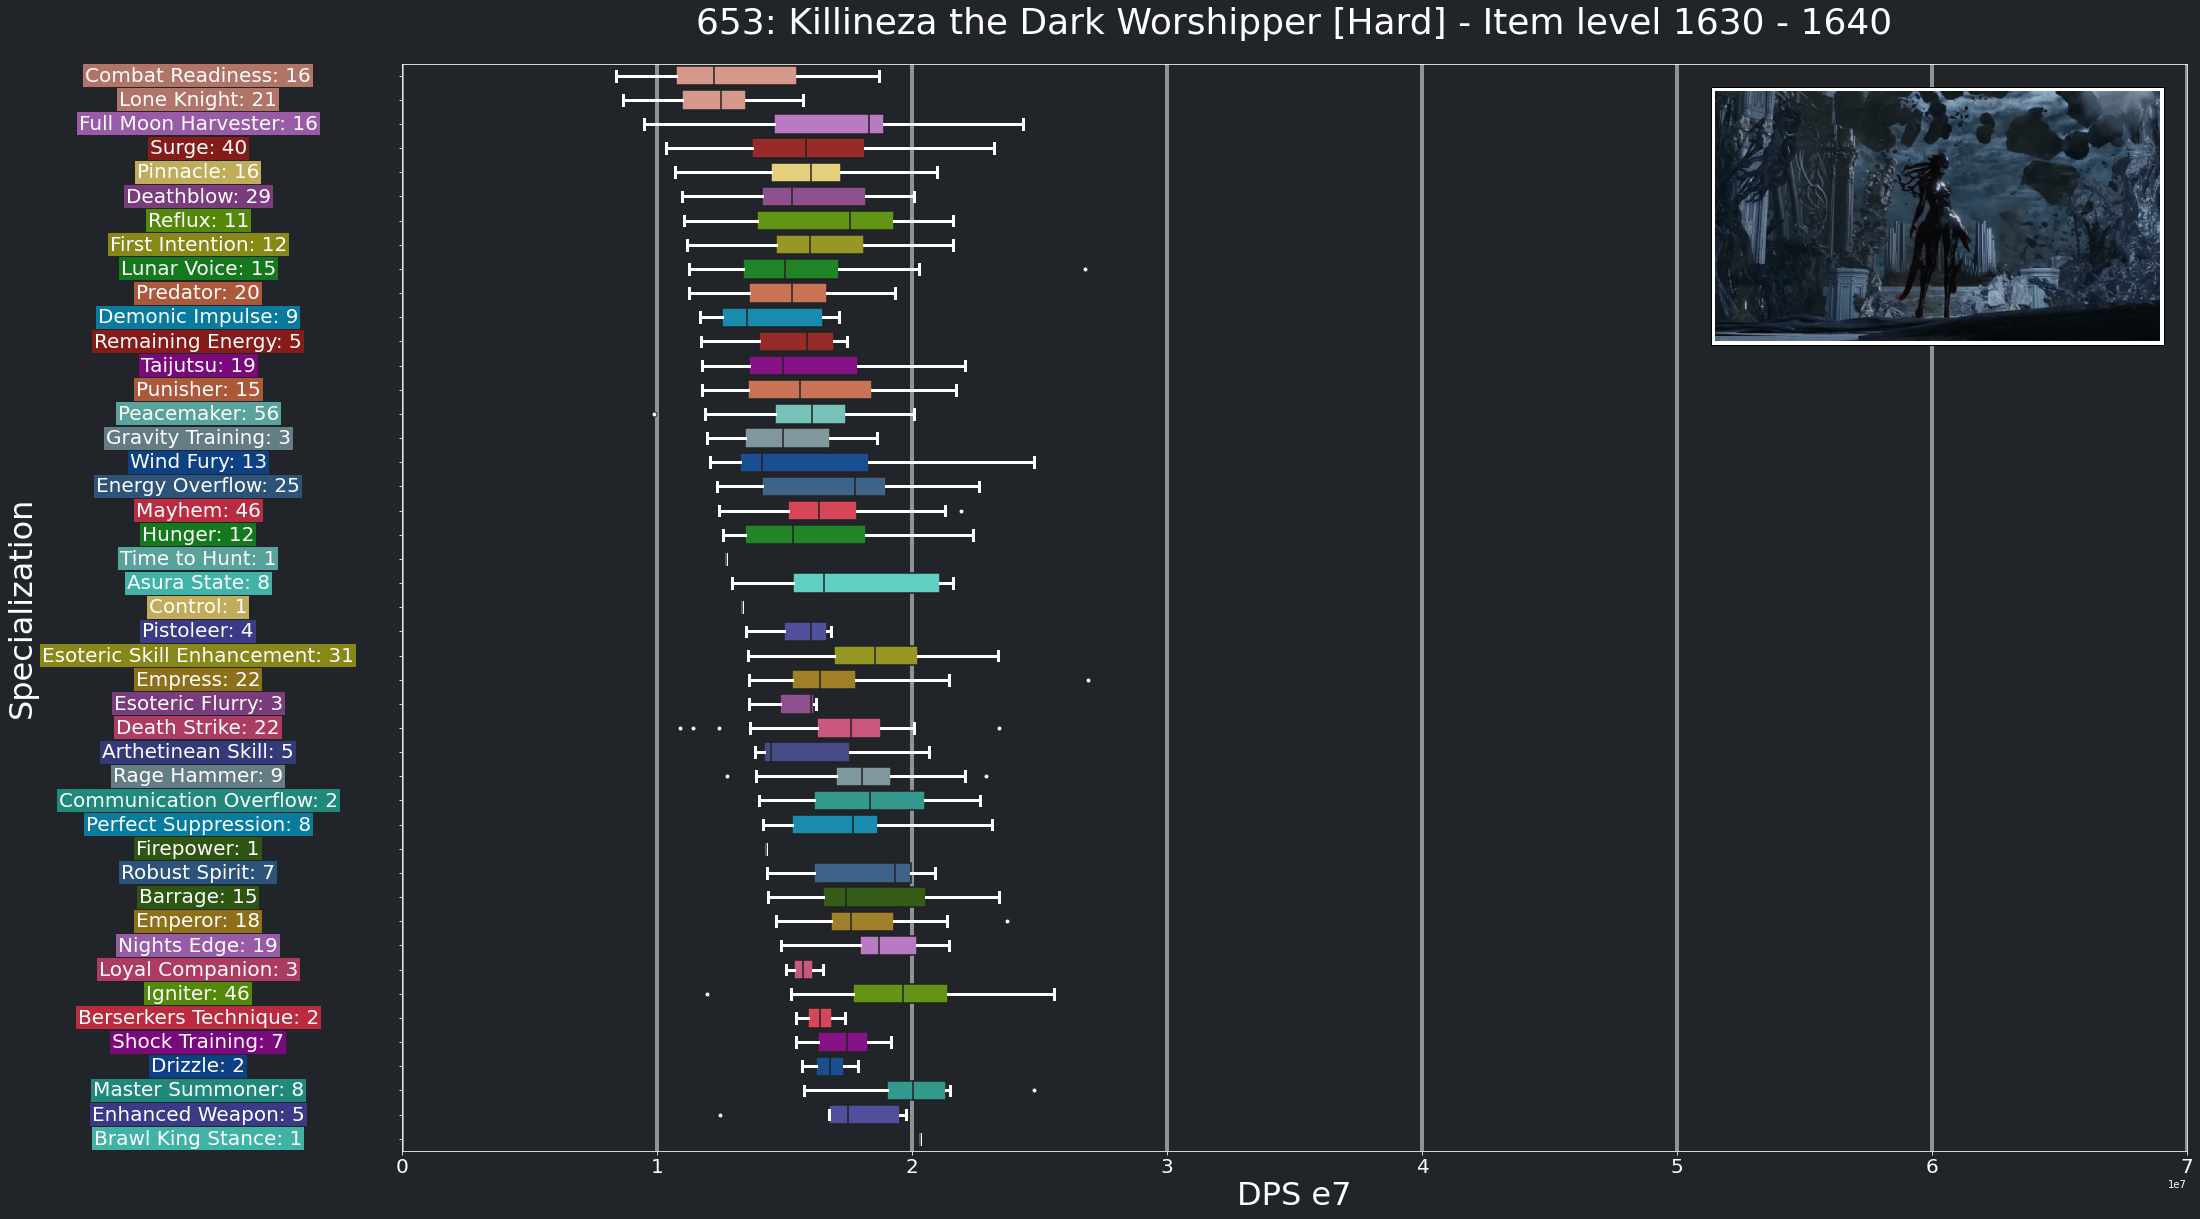 653: Killineza the Dark Worshipper [Hard] - Item level 1630 - 1640
Combat Readiness: 16
Lone Knight: 21
Full Moon Harvester: 16
Surge: 40
Pinnacle: 16
Deathblow: 29
Reflux: 11
First Intention: 12
Lunar Voice: 15
Predator: 20
Demonic Impulse: 9
Remaining Energy: 5
Taijutsu: 19
Punisher: 15
Peacemaker: 56
Gravity Training: 3
Wind Fury: 13
Energy Overflow: 25
Mayhem: 46
Hunger: 12
Time to Hunt: 1
Asura State: 8
Control: 1
Pistoleer: 4
Esoteric Skill Enhancement: 31
Empress: 22
Esoteric Flurry: 3
Death Strike: 22
Arthetinean Skill: 5
Rage Hammer: 9
Communication Overflow: 2
Perfect Suppression: 8
Firepower: 1
Robust Spirit: 7
Barrage: 15
Emperor: 18
Nights Edge: 19
Loyal Companion: 3
Igniter: 46
Berserkers Technique: 2
Shock Training: 7
Drizzle: 2
Master Summoner: 8
Enhanced Weapon: 5
Brawl King Stance: 1
Specialization
0 1 2 3 4 5 6 7
1e7
DPS e7